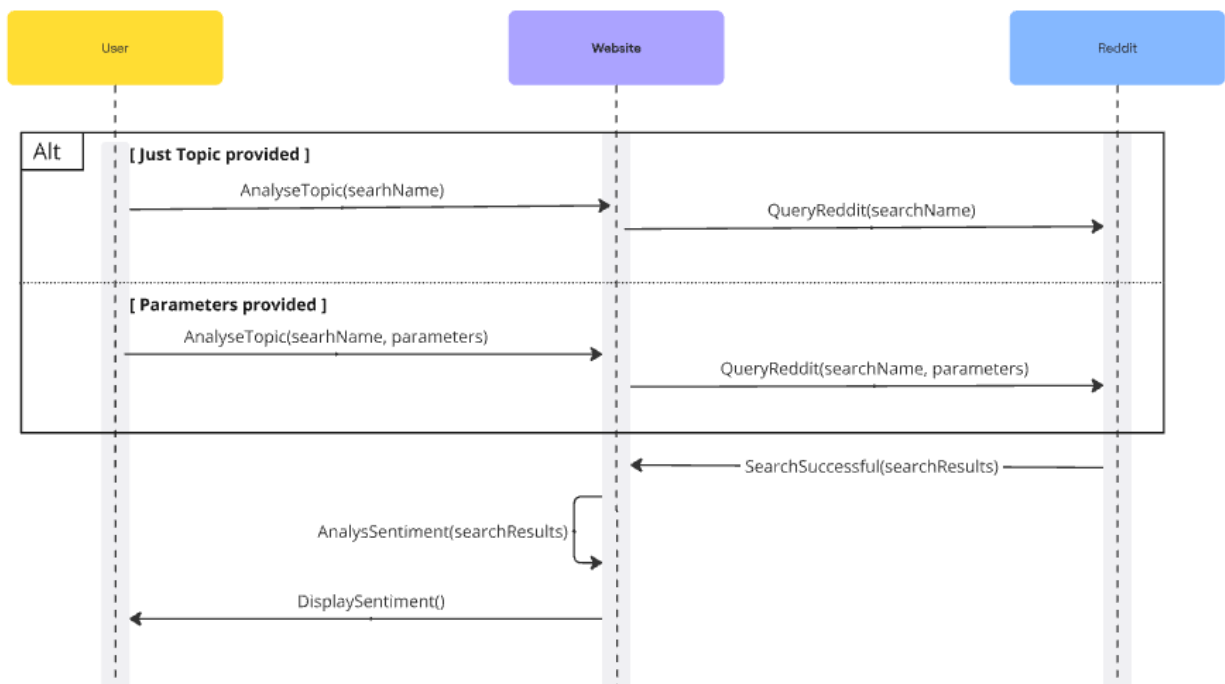 User
Website
Reddit
Alt
[ Just Topic provided ]
AnalyseTopic(searhName)
QueryReddit(searchName)
[ Parameters provided ]
AnalyseTopic(searhName, parameters)
QueryReddit(searchName, parameters)
SearchSuccessful(searchResults)
AnalysSentiment(searchResults)
DisplaySentiment()